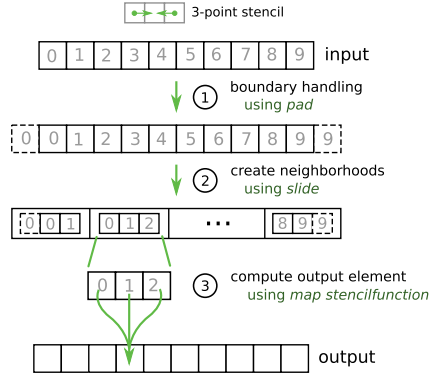 3-point stencil
0 1 2 3 4 5 6 7 8 9 input
1 boundary handling
using pad
0 0 1 2 3 4 5 6 7 8 9 9
2 create neighborhoods
using slide
0 0 1 0 1 2 ... 8 9 9
0 1 2 3 compute output element
using map stencilfunction
output